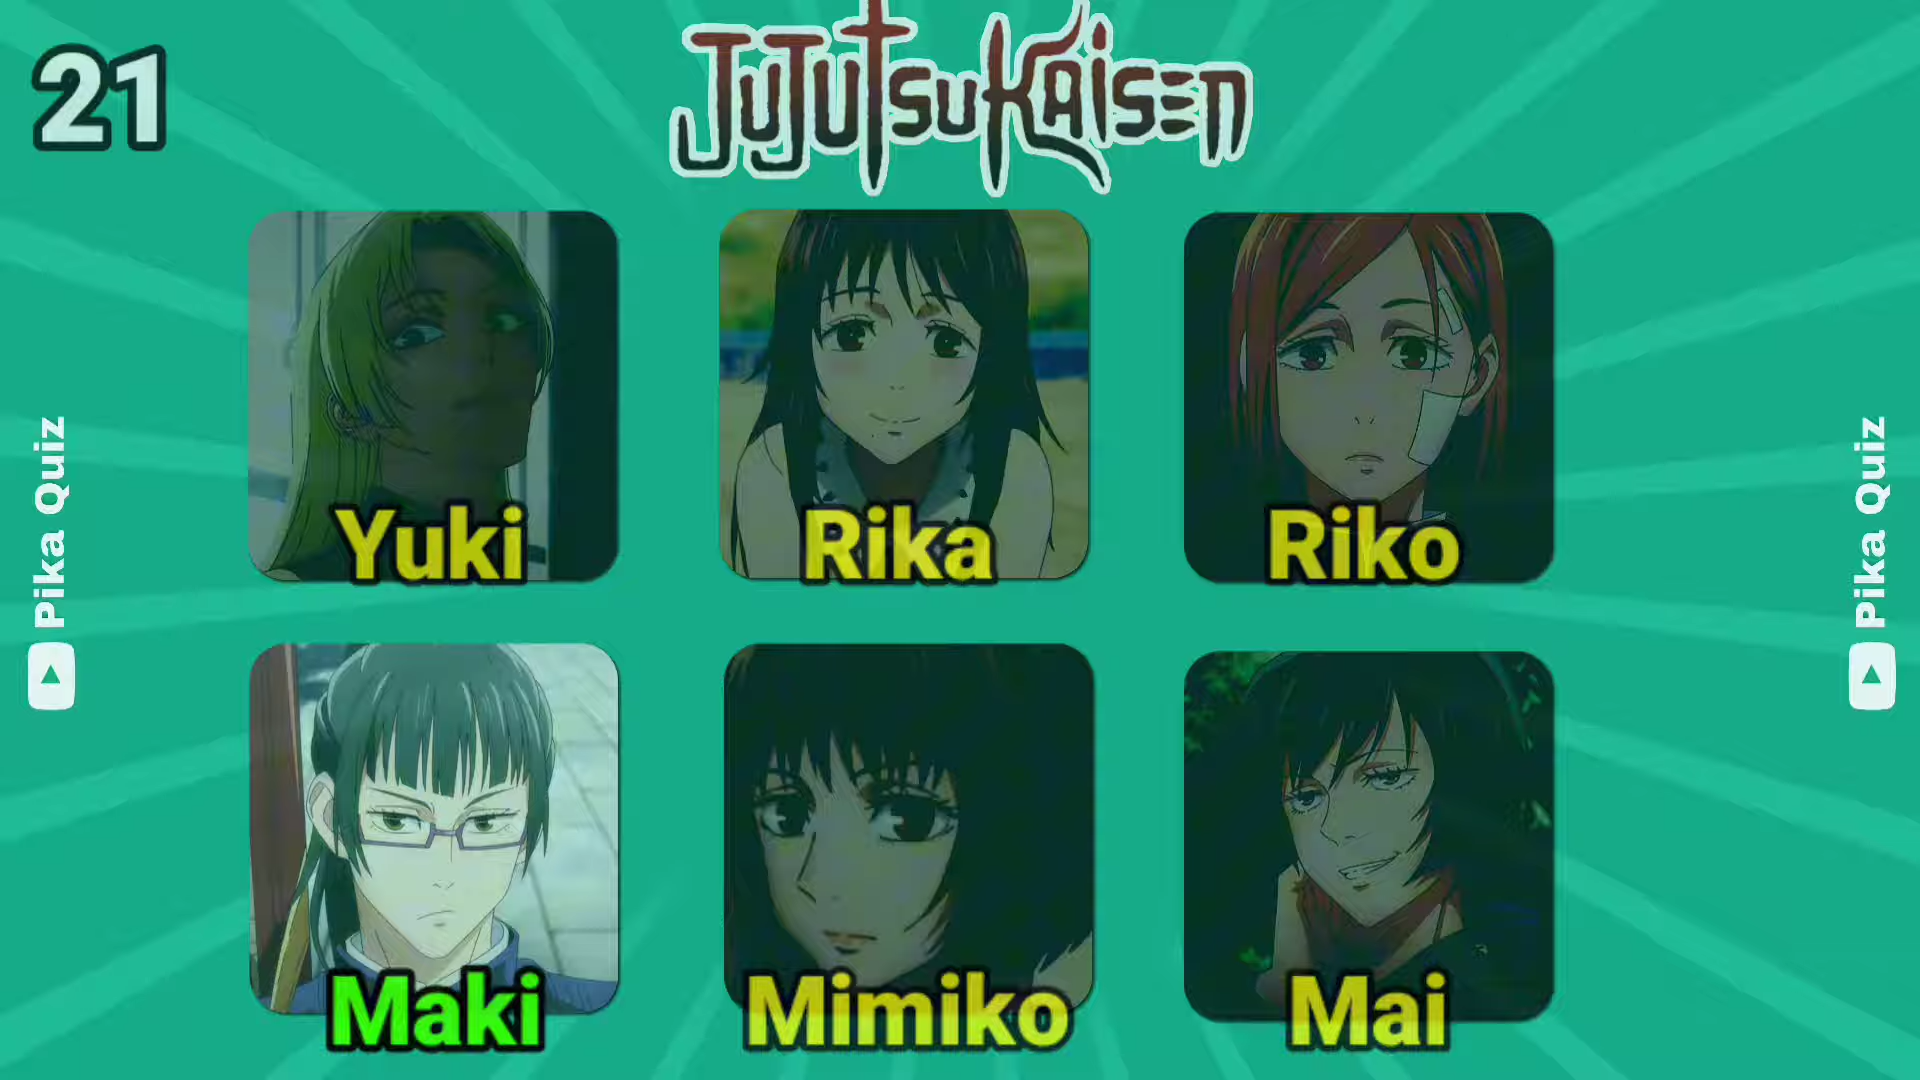 21
JUJUTSU KAISEN
Yuki
Rika
Riko
Pika Quiz
Pika Quiz
Maki
Mimiko
Mai